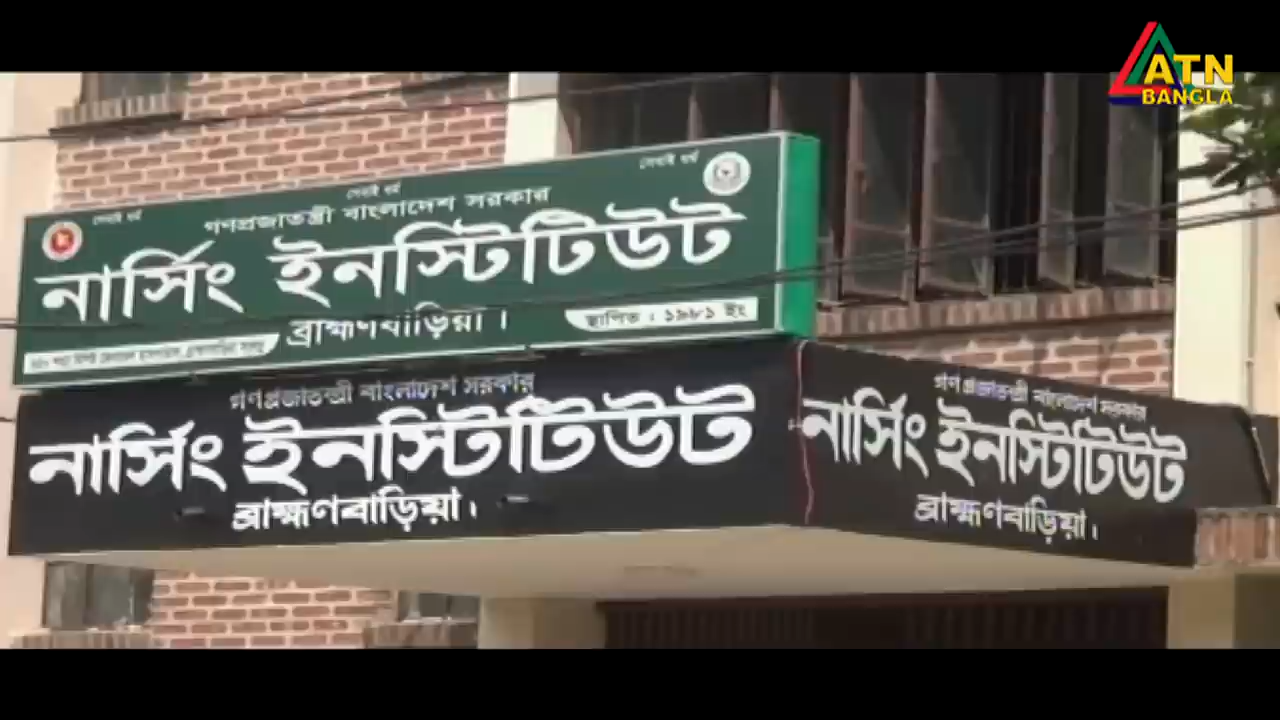 ATN
BANGLA
সেবাই ধর্ম
সেবাই ধর্ম
সেবাই ধর্ম
গণপ্রজাতন্ত্রী বাংলাদেশ সরকার
নার্সিং ইনস্টিটিউট
ব্রাহ্মণবাড়িয়া।
স্থাপিত : ১৯৮১ ইং
গণপ্রজাতন্ত্রী বাংলাদেশ সরকার
নার্সিং ইনস্টিটিউট
ব্রাহ্মণবাড়িয়া।
গণপ্রজাতন্ত্রী বাংলাদেশ সরকার
নার্সিং ইনস্টিটিউট
ব্রাহ্মণবাড়িয়া।